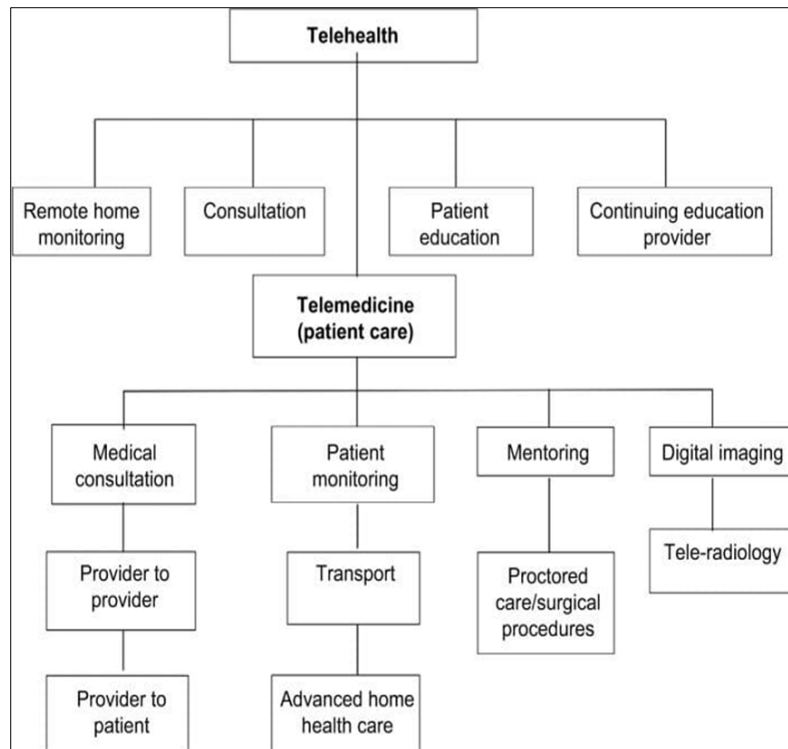 Telehealth
Remote home
monitoring
Consultation
Patient
education
Continuing education
provider
Telemedicine
(patient care)
Medical
consultation
Patient
monitoring
Mentoring
Digital imaging
Provider to
provider
Transport
Proctored
care/surgical
procedures
Tele-radiology
Provider to
patient
Advanced home
health care